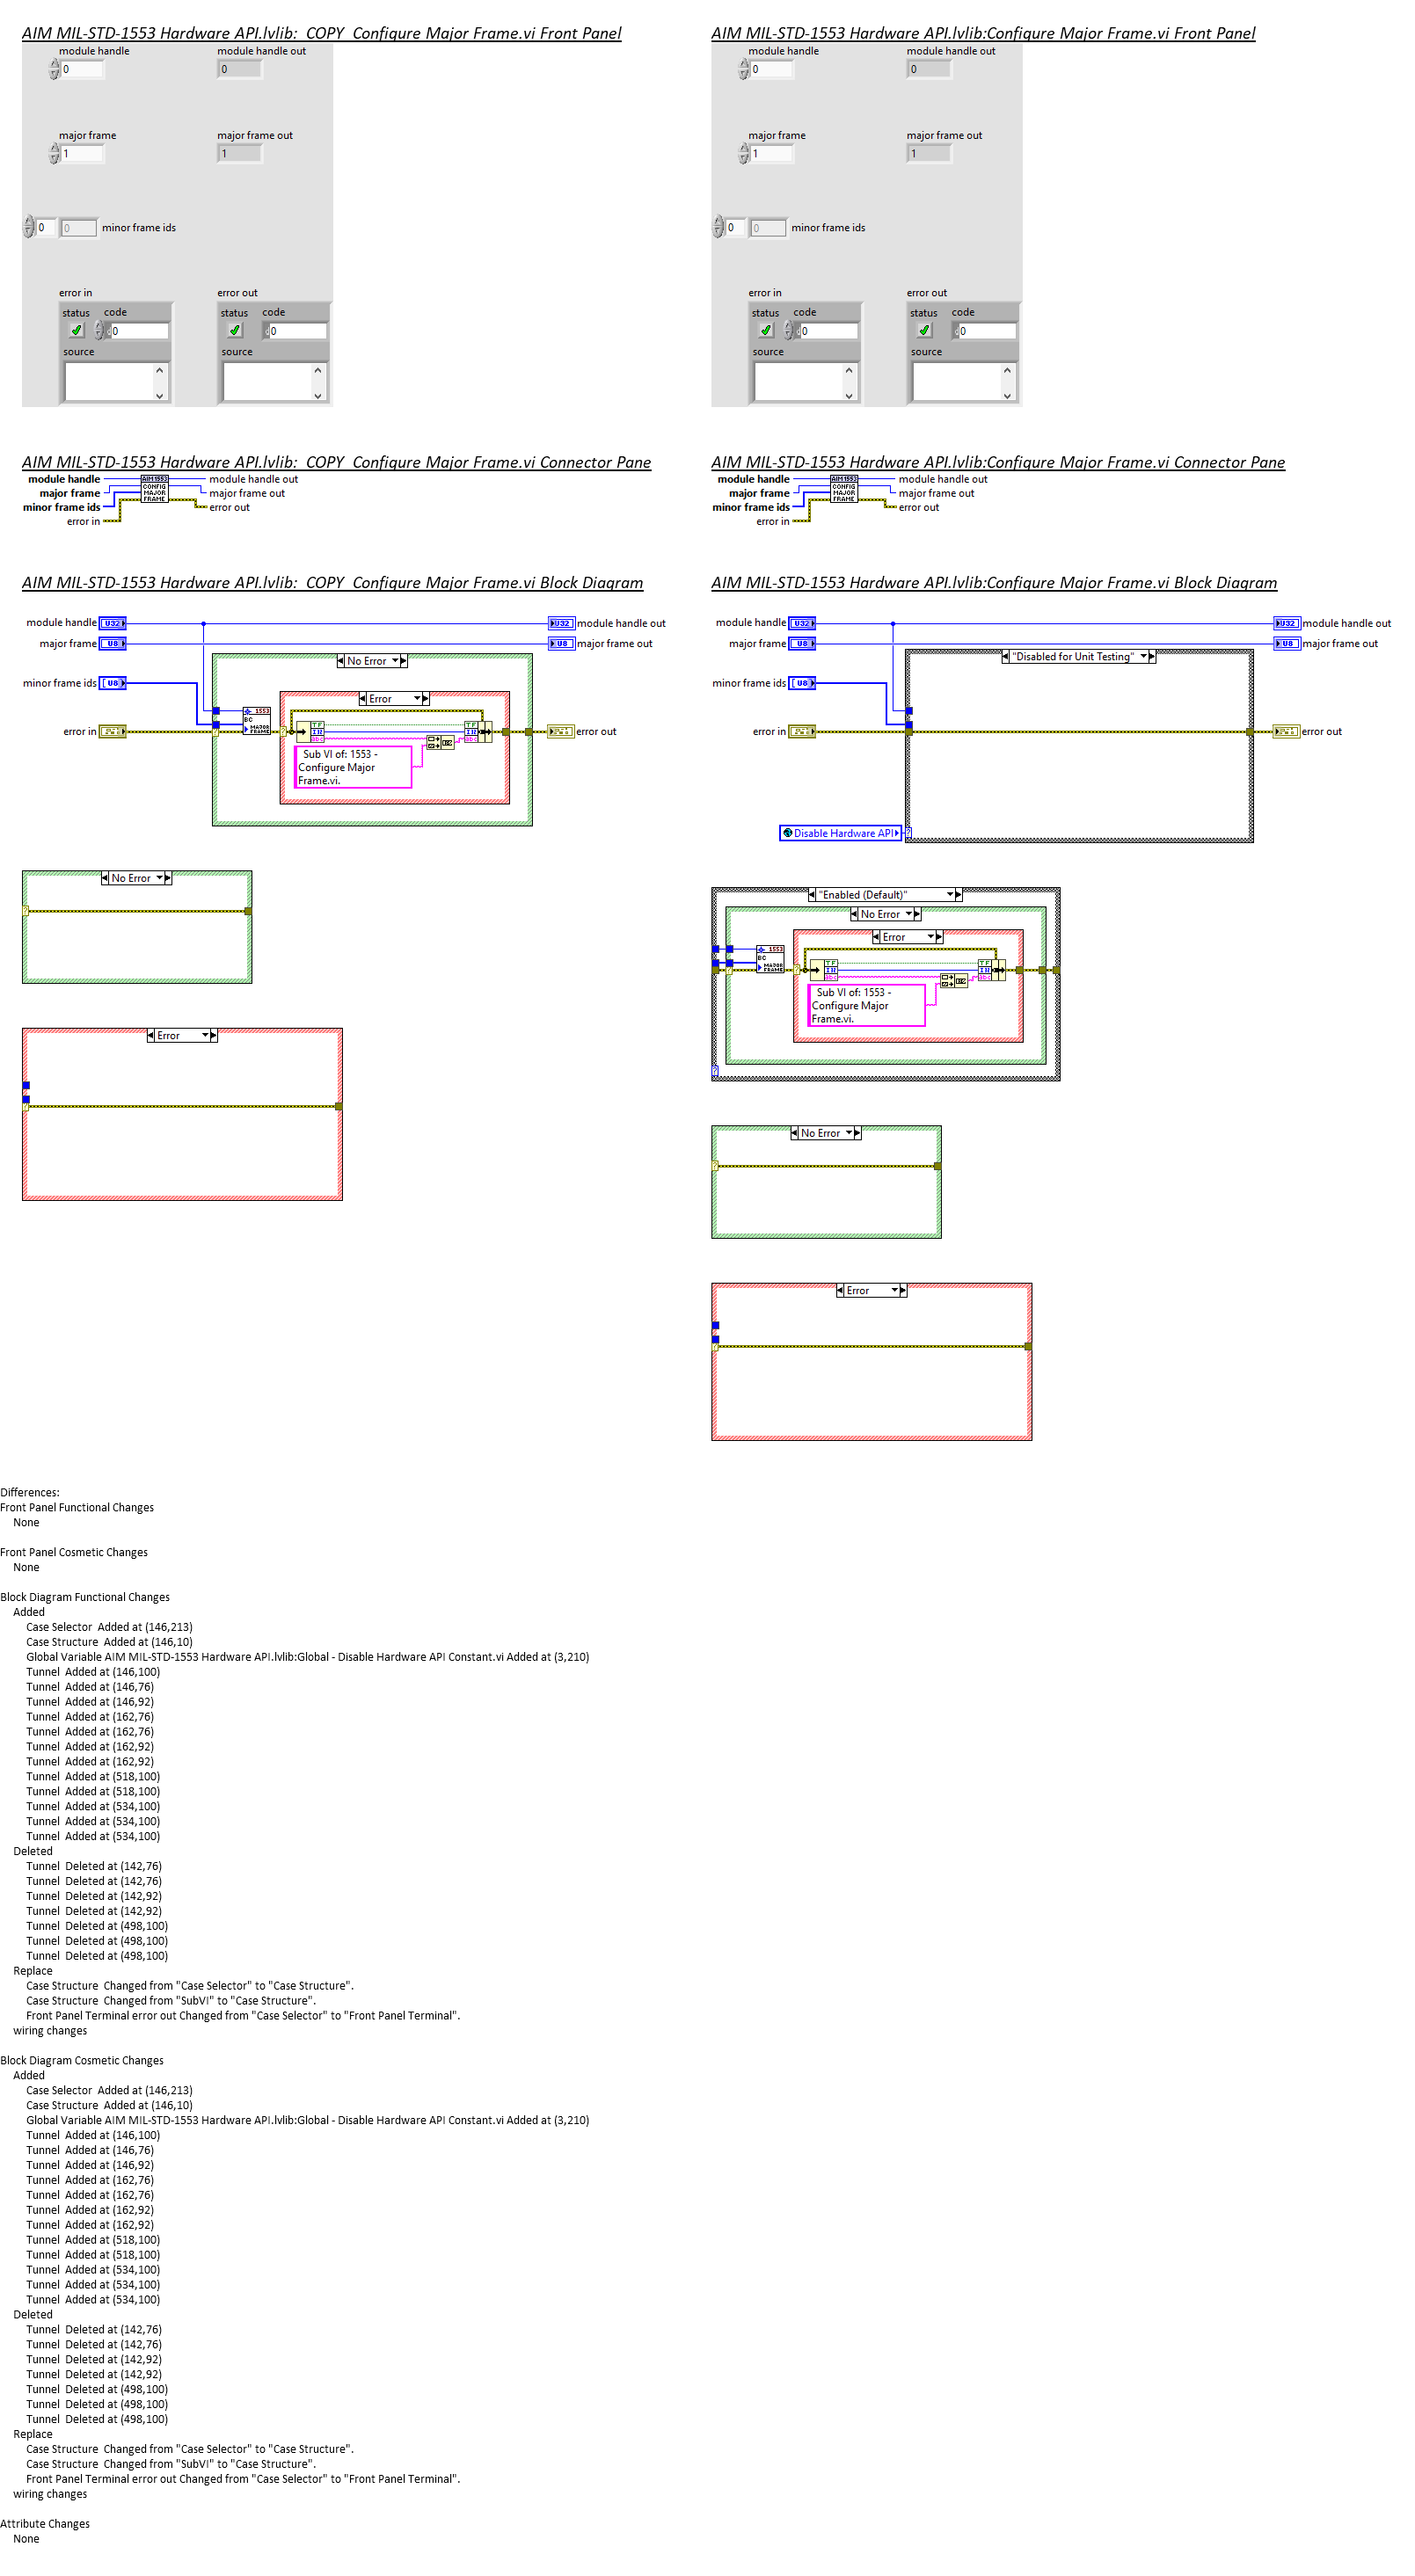 AIM MIL-STD-1553 Hardware API.lvlib:_COPY_Configure Major Frame.vi Front Panel
module handle
module handle out
0
0
major frame
major frame out
1
1
0
0
minor frame ids
error in
error out
status
code
status
code
0
0
source
source
AIM MIL-STD-1553 Hardware API.lvlib:_COPY_Configure Major Frame.vi Connector Pane
module handle
AIM1553
module handle out
major frame
CONFIG
MAJOR
FRAME
major frame out
minor frame ids
error out
error in
AIM MIL-STD-1553 Hardware API.lvlib:_COPY_Configure Major Frame.vi Block Diagram
module handle
U32
U32
module handle out
major frame
U8
U8
major frame out
No Error
minor frame ids
U8
Error
1553
BC
MAJOR
FRAME
TF
TF
error in
error out
abc
Sub VI of: 1553 -
Configure Major
Frame.vi.
No Error
Error
AIM MIL-STD-1553 Hardware API.lvlib:Configure Major Frame.vi Front Panel
module handle
module handle out
0
0
major frame
major frame out
1
1
0
0
minor frame ids
error in
error out
status
code
status
code
0
0
source
source
AIM MIL-STD-1553 Hardware API.lvlib:Configure Major Frame.vi Connector Pane
module handle
AIM1553
module handle out
major frame
CONFIG
MAJOR
FRAME
major frame out
minor frame ids
error out
error in
AIM MIL-STD-1553 Hardware API.lvlib:Configure Major Frame.vi Block Diagram
module handle
U32
U32
module handle out
major frame
U8
U8
major frame out
"Disabled for Unit Testing"
minor frame ids
U8
error in
error out
Disable Hardware API
?
"Enabled (Default)"
No Error
Error
1553
BC
MAJOR
FRAME
TF
TF
abc
Sub VI of: 1553 -
Configure Major
Frame.vi.
?
No Error
Error
Differences:
Front Panel Functional Changes
None
Front Panel Cosmetic Changes
None
Block Diagram Functional Changes
Added
Case Selector  Added at (146,213)
Case Structure  Added at (146,10)
Global Variable AIM MIL-STD-1553 Hardware API.lvlib:Global - Disable Hardware API Constant.vi Added at (3,210)
Tunnel  Added at (146,100)
Tunnel  Added at (146,76)
Tunnel  Added at (146,92)
Tunnel  Added at (162,76)
Tunnel  Added at (162,76)
Tunnel  Added at (162,92)
Tunnel  Added at (162,92)
Tunnel  Added at (518,100)
Tunnel  Added at (518,100)
Tunnel  Added at (534,100)
Tunnel  Added at (534,100)
Tunnel  Added at (534,100)
Deleted
Tunnel  Deleted at (142,76)
Tunnel  Deleted at (142,76)
Tunnel  Deleted at (142,92)
Tunnel  Deleted at (142,92)
Tunnel  Deleted at (498,100)
Tunnel  Deleted at (498,100)
Tunnel  Deleted at (498,100)
Replace
Case Structure  Changed from "Case Selector" to "Case Structure".
Case Structure  Changed from "SubVI" to "Case Structure".
Front Panel Terminal error out Changed from "Case Selector" to "Front Panel Terminal".
wiring changes
Block Diagram Cosmetic Changes
Added
Case Selector  Added at (146,213)
Case Structure  Added at (146,10)
Global Variable AIM MIL-STD-1553 Hardware API.lvlib:Global - Disable Hardware API Constant.vi Added at (3,210)
Tunnel  Added at (146,100)
Tunnel  Added at (146,76)
Tunnel  Added at (146,92)
Tunnel  Added at (162,76)
Tunnel  Added at (162,76)
Tunnel  Added at (162,92)
Tunnel  Added at (162,92)
Tunnel  Added at (518,100)
Tunnel  Added at (518,100)
Tunnel  Added at (534,100)
Tunnel  Added at (534,100)
Tunnel  Added at (534,100)
Deleted
Tunnel  Deleted at (142,76)
Tunnel  Deleted at (142,76)
Tunnel  Deleted at (142,92)
Tunnel  Deleted at (142,92)
Tunnel  Deleted at (498,100)
Tunnel  Deleted at (498,100)
Tunnel  Deleted at (498,100)
Replace
Case Structure  Changed from "Case Selector" to "Case Structure".
Case Structure  Changed from "SubVI" to "Case Structure".
Front Panel Terminal error out Changed from "Case Selector" to "Front Panel Terminal".
wiring changes
Attribute Changes
None